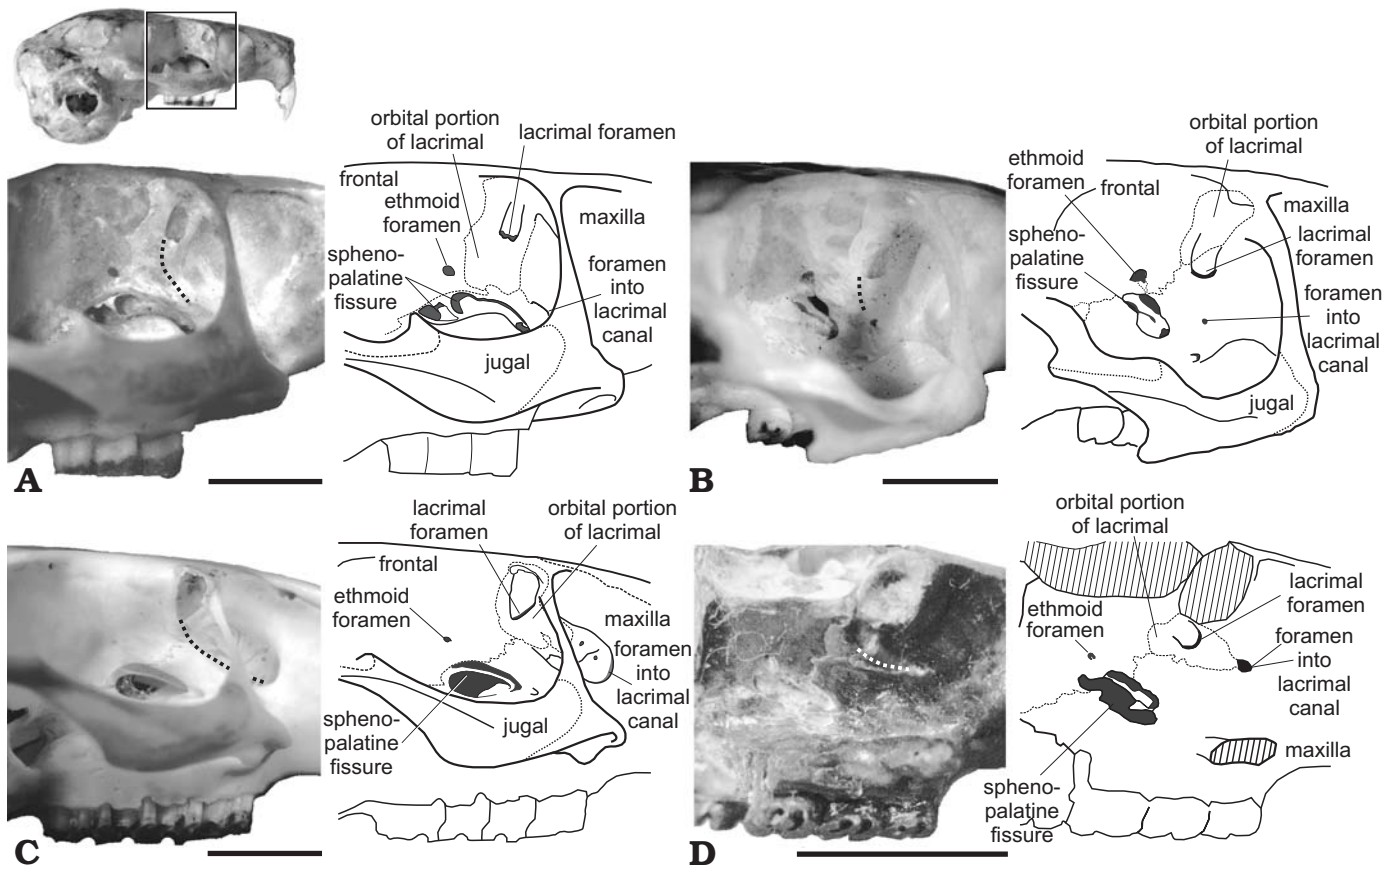 orbital portion
of lacrimal
lacrimal foramen
frontal
ethmoid
foramen
maxilla
spheno-
palatine
fissure
foramen
into
lacrimal
canal
jugal
A
orbital portion
of lacrimal
ethmoid
foramen
frontal
maxilla
spheno-
palatine
fissure
lacrimal
foramen
foramen
into
lacrimal
canal
jugal
B
lacrimal
foramen
orbital portion
of lacrimal
frontal
ethmoid
foramen
maxilla
foramen
into
lacrimal
canal
spheno-
palatine
fissure
jugal
C
orbital portion
of lacrimal
lacrimal
foramen
ethmoid
foramen
foramen
into
lacrimal
canal
maxilla
spheno-
palatine
fissure
D